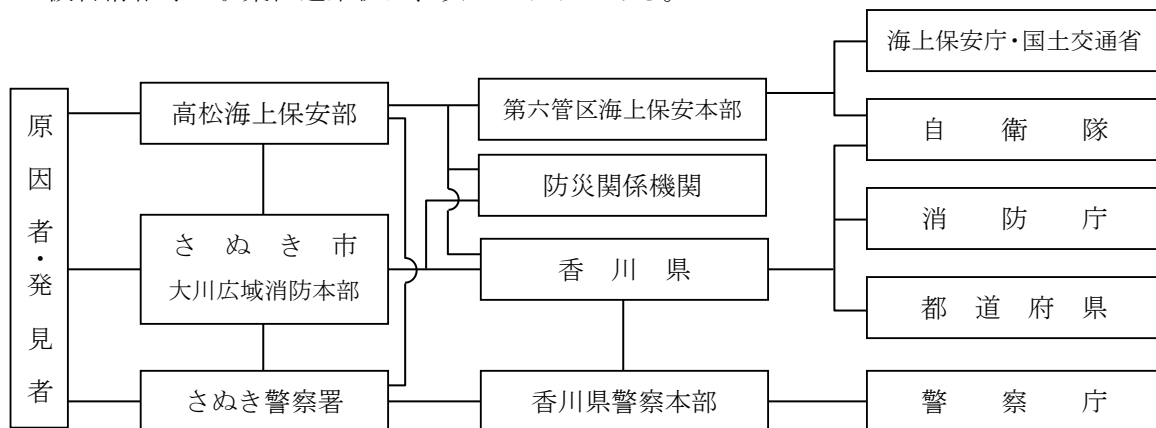 原因者・発見者
高松海上保安部
さぬき市
大川広域消防本部
さぬき警察署
第六管区海上保安本部
防災関係機関
香川県
香川県警察本部
海上保安庁・国土交通省
自衛隊
消防庁
都道府県
警察庁